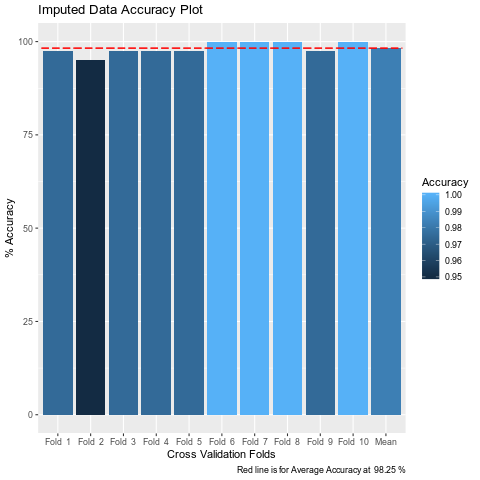 Imputed Data Accuracy Plot
100
75
50
25
0
% Accuracy
Fold 1 Fold 2 Fold 3 Fold 4 Fold 5 Fold 6 Fold 7 Fold 8 Fold 9 Fold 10 Mean
Cross Validation Folds
Red line is for Average Accuracy at 98.25 %
Accuracy
1.00
0.99
0.98
0.97
0.96
0.95